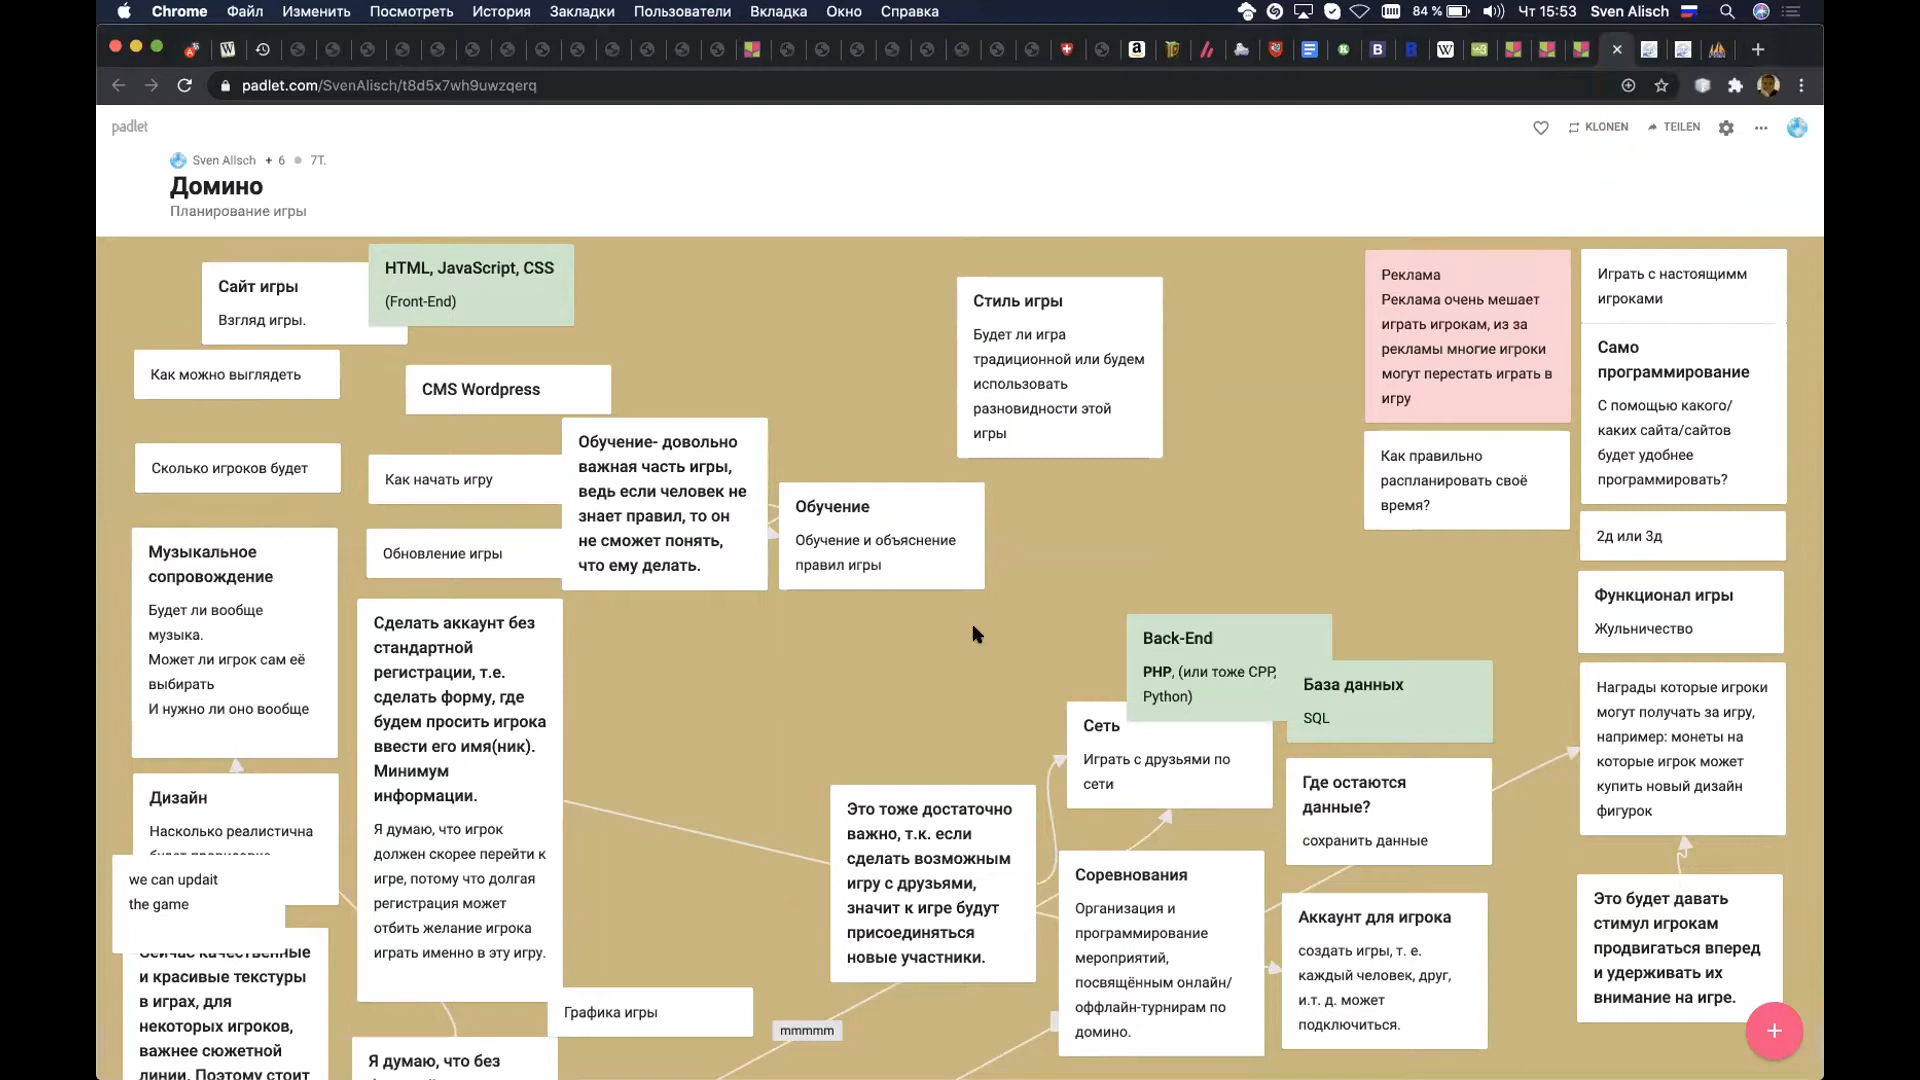 Chrome Файл Изменить Посмотреть История Закладки Пользователи Вкладка Окно Справка 84 % Чт 15:53 Sven Alisch
padlet.com/SvenAlisch/t8d5x7wh9uwzqerq
padlet
KLONEN
TEILEN
Sven Alisch + 6 7T.
Домино
Планирование игры
Сайт игры
Взгляд игры.
HTML, JavaScript, CSS
(Front-End)
Как можно выглядеть
CMS Wordpress
Сколько игроков будет
Как начать игру
Обновление игры
Обучение- довольно
важная часть игры,
ведь если человек не
знает правил, то он
не сможет понять,
что ему делать.
Обучение
Обучение и объяснение
правил игры
Стиль игры
Будет ли игра
традиционной или будем
использовать
разновидности этой
игры
Реклама
Реклама очень мешает
играть игрокам, из за
рекламы многие игроки
могут перестать играть в
игру
Как правильно
распланировать своё
время?
Играть с настоящимм
игроками
Само
программирование
С помощью какого/
каких сайта/сайтов
будет удобнее
программировать?
2д или 3д
Функционал игры
Жульничество
Награды которые игроки
могут получать за игру,
например: монеты на
которые игрок может
купить новый дизайн
фигурок
Это будет давать
стимул игрокам
продвигаться вперед
и удерживать их
внимание на игре.
Музыкальное
сопровождение
Будет ли вообще
музыка.
Может ли игрок сам её
выбирать
И нужно ли оно вообще
Дизайн
Насколько реалистична
we can updait
the game
Сейчас качественные
и красивые текстуры
в играх, для
некоторых игроков,
важнее сюжетной
линии. Поэтому стоит
Сделать аккаунт без
стандартной
регистрации, т.е.
сделать форму, где
будем просить игрока
ввести его имя(ник).
Минимум
информации.
Я думаю, что игрок
должен скорее перейти к
игре, потому что долгая
регистрация может
отбить желание игрока
играть именно в эту игру.
Графика игры
Я думаю, что без
mmmmm
Это тоже достаточно
важно, т.к. если
сделать возможным
игру с друзьями,
значит к игре будут
присоединяться
новые участники.
Back-End
PHP, (или тоже CPP,
Python)
База данных
SQL
Сеть
Играть с друзьями по
сети
Где остаются
данные?
сохранить данные
Соревнования
Организация и
программирование
мероприятий,
посвящённым онлайн/
оффлайн-турнирам по
домино.
Аккаунт для игрока
создать игры, т. е.
каждый человек, друг,
и.т. д. может
подключиться.